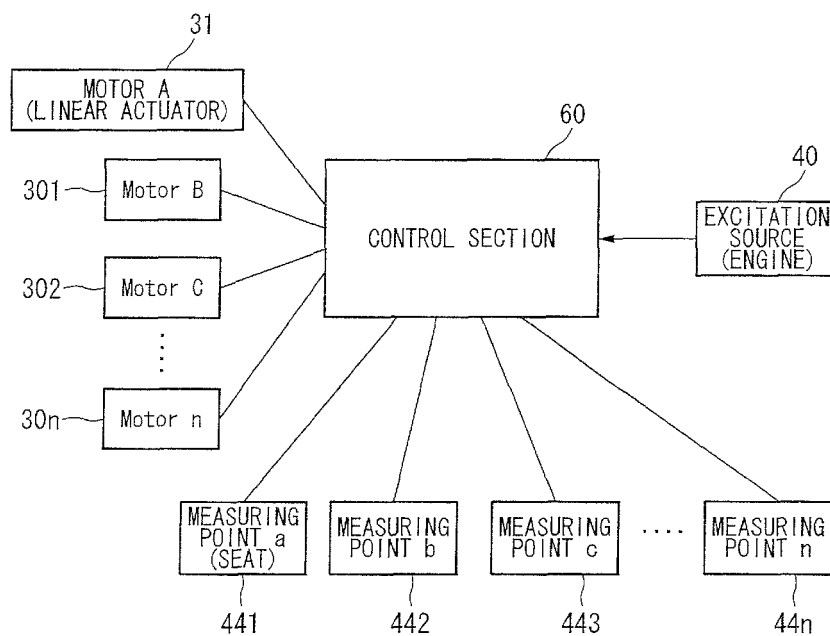 31
MOTOR A
(LINEAR ACTUATOR)
60
301
Motor B
40
CONTROL SECTION
EXCITATION
SOURCE
(ENGINE)
302
Motor C
.....
30n
Motor n
MEASURING
POINT a
(SEAT)
MEASURING
POINT b
MEASURING
POINT c
....
MEASURING
POINT n
441
442
443
44n